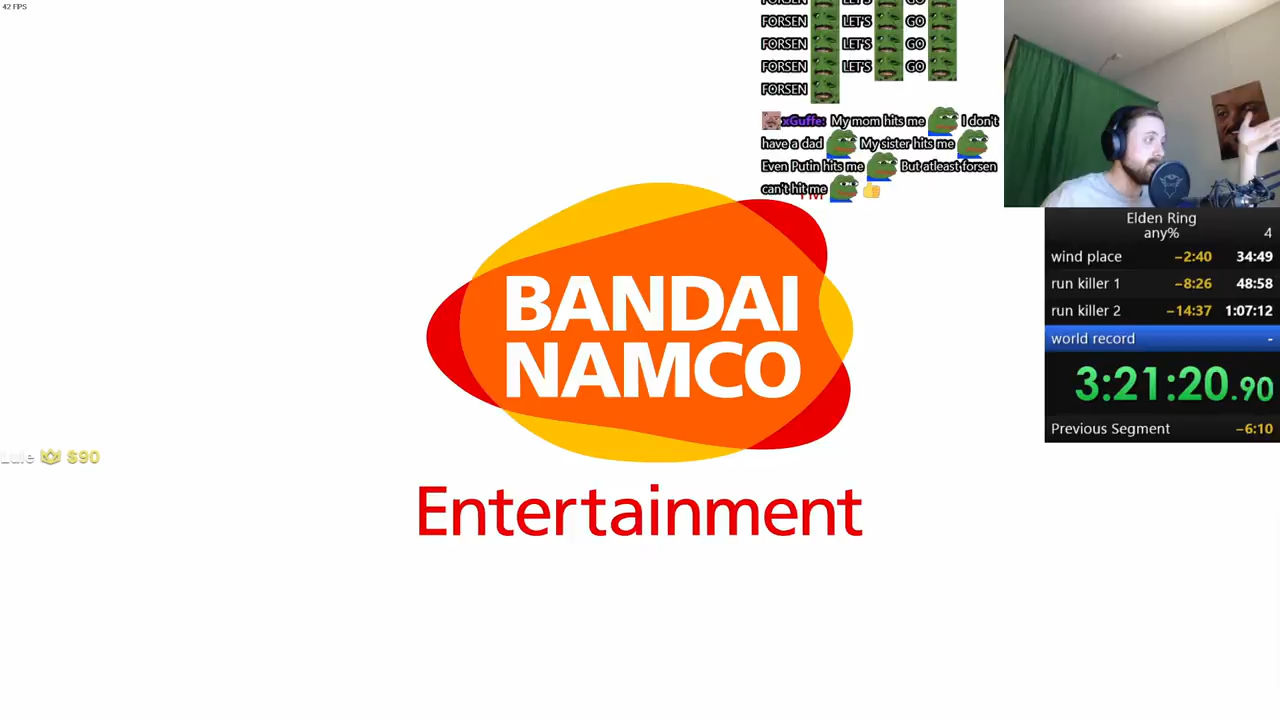 42 FPS
FORSEN LET'S GO
FORSEN LET'S GO
FORSEN LET'S GO
FORSEN LET'S GO
FORSEN
xGuffe: My mom hits me I don't
have a dad My sister hits me
Even Putin hits me But atleast forsen
can't hit me
BANDAI
NAMCO
Entertainment
Elden Ring
any% 4
wind place −2:40 34:49
run killer 1 −8:26 48:58
run killer 2 −14:37 1:07:12
world record -
3:21:20.90
Previous Segment −6:10
$90